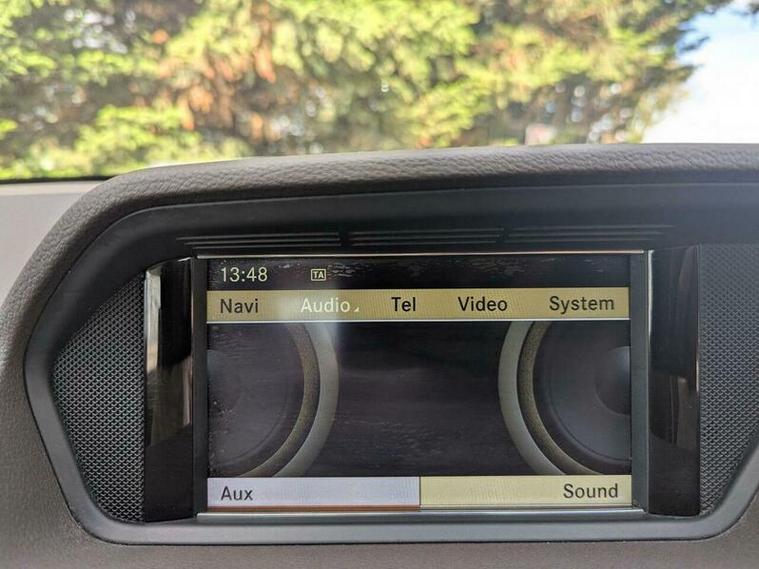 13:48 TA
Navi Audio Tel Video System
Aux Sound